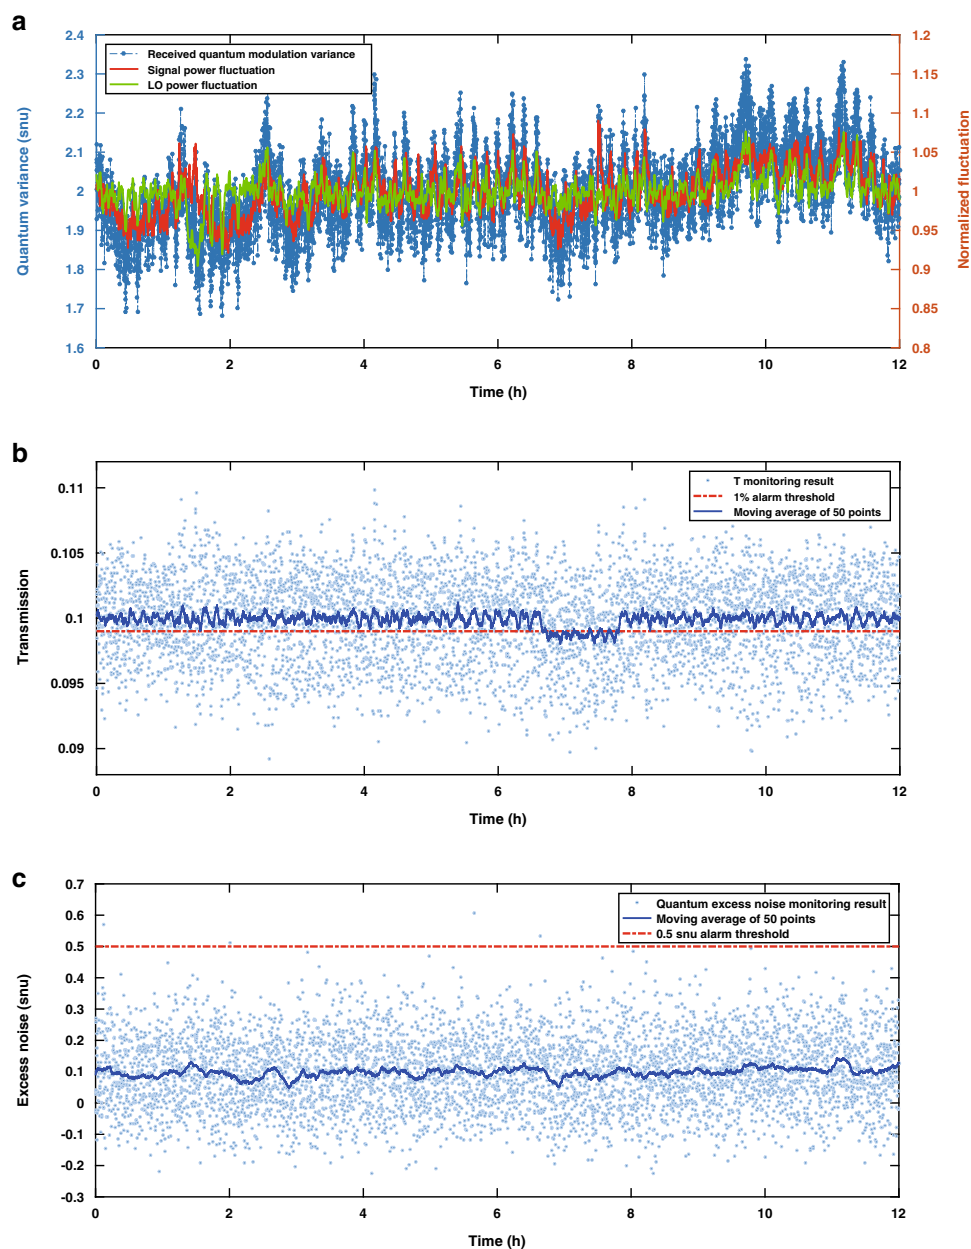 a
2.4
2.3
2.2
2.1
2
1.9
1.8
1.7
1.6
Quantum variance (snu)
Received quantum modulation variance
Signal power fluctuation
LO power fluctuation
1.2
1.15
1.1
1.05
1
0.95
0.9
0.85
0.8
Normalized fluctuation
0 2 4 6 8 10 12
Time (h)
b
0.11
0.105
0.1
0.095
0.09
Transmission
T monitoring result
1% alarm threshold
Moving average of 50 points
0 2 4 6 8 10 12
Time (h)
c
0.7
0.6
0.5
0.4
0.3
0.2
0.1
0
-0.1
-0.2
-0.3
Excess noise (snu)
Quantum excess noise monitoring result
Moving average of 50 points
0.5 snu alarm threshold
0 2 4 6 8 10 12
Time (h)